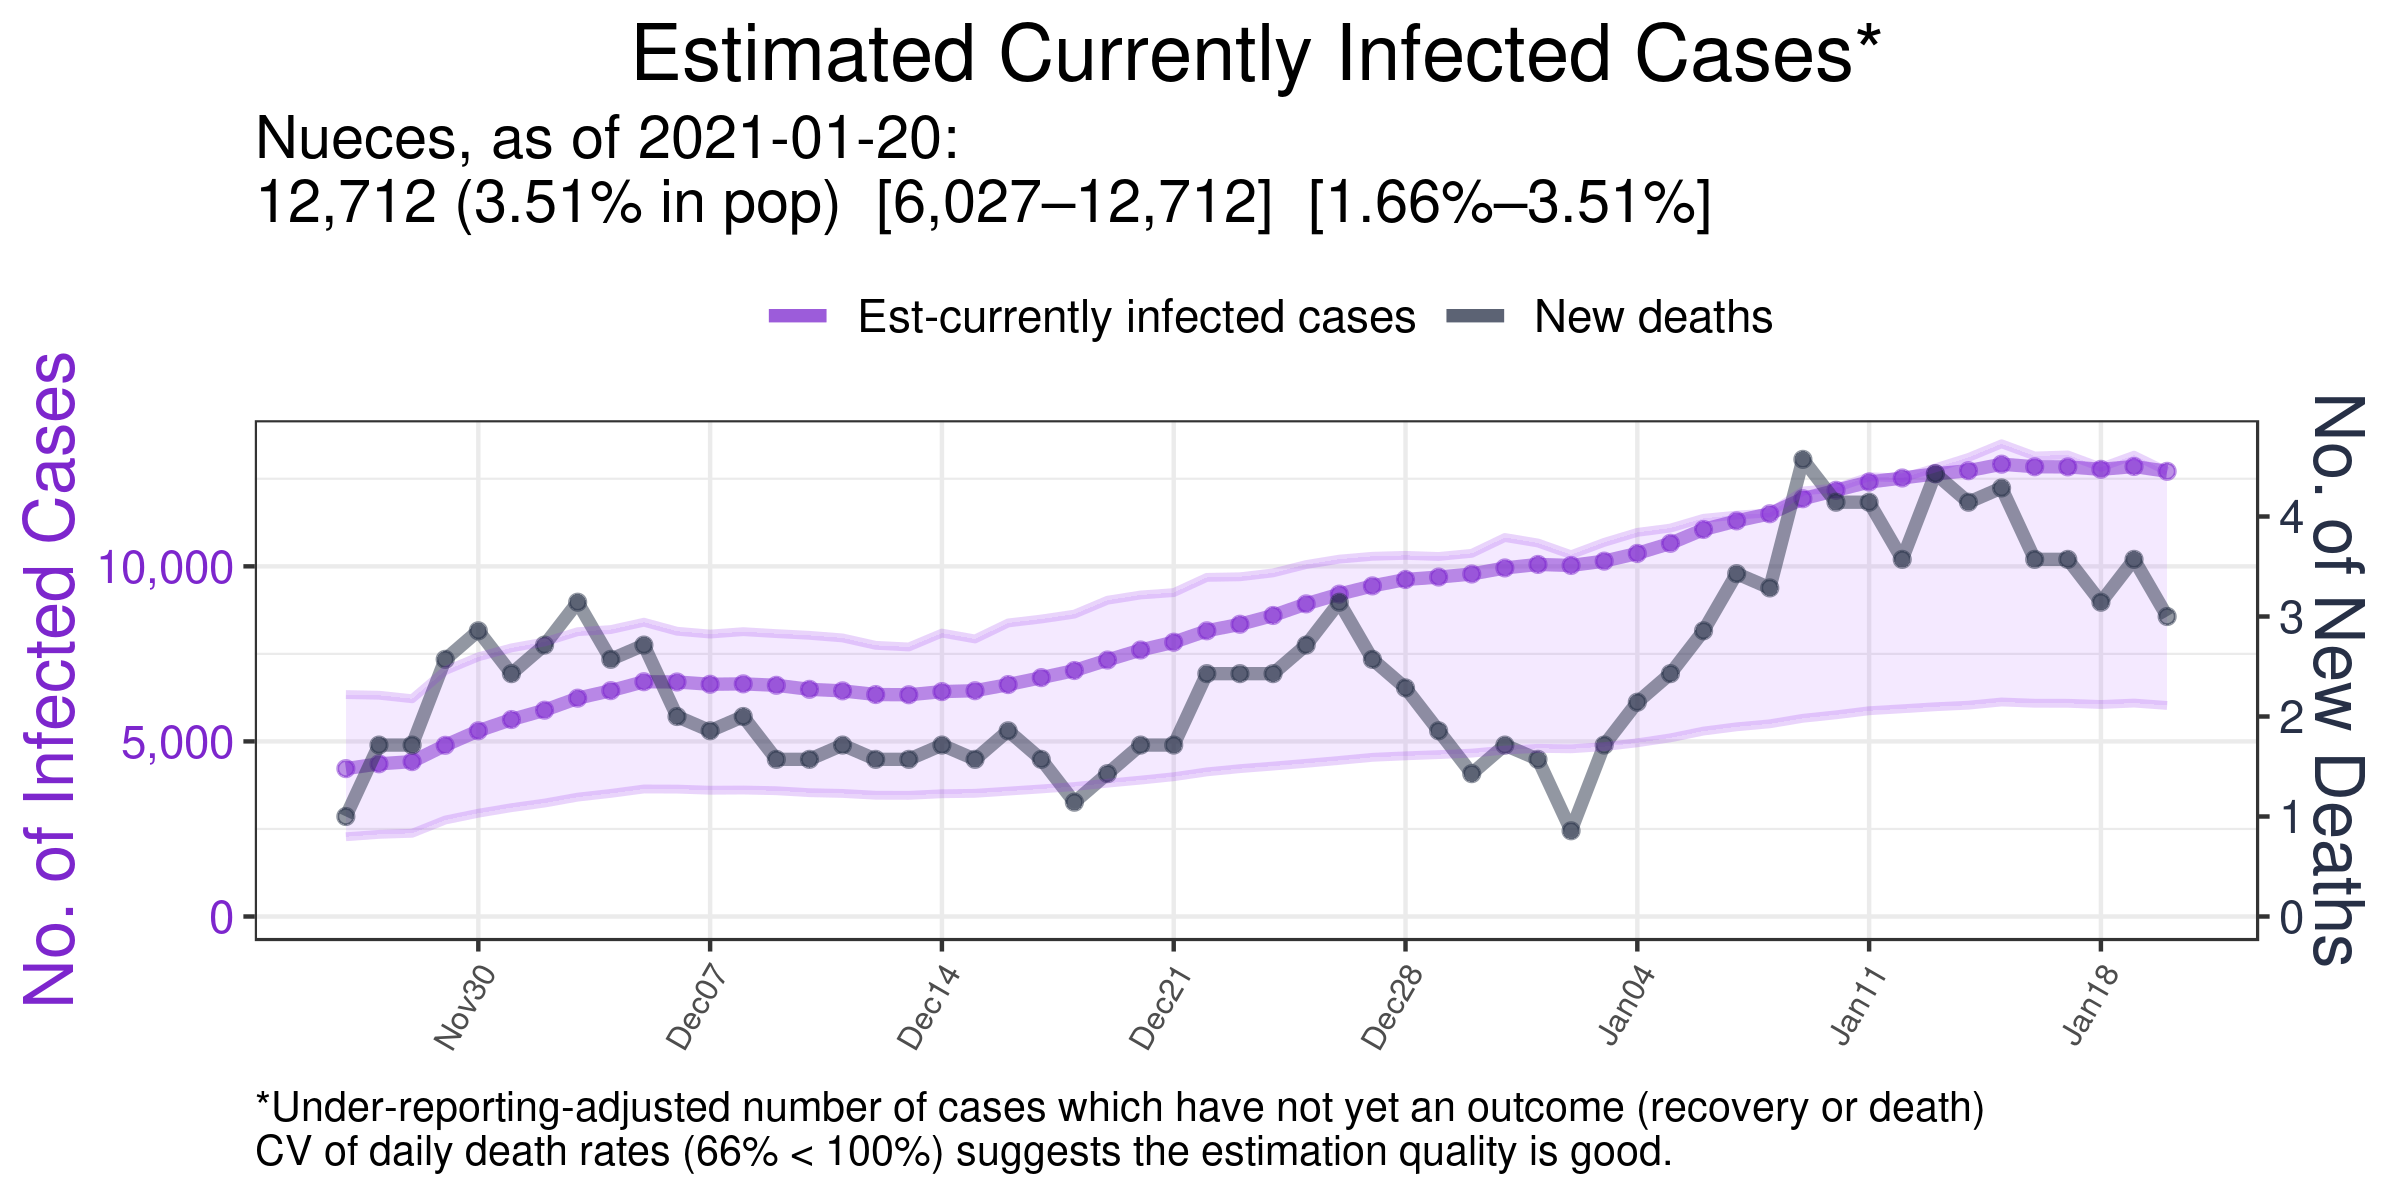 Estimated Currently Infected Cases*
Nueces, as of 2021-01-20:
12,712 (3.51% in pop)  [6,027–12,712]  [1.66%–3.51%]
Est-currently infected cases
New deaths
No. of Infected Cases
10,000
5,000
0
4
3
2
1
0
No. of New Deaths
Nov30
Dec07
Dec14
Dec21
Dec28
Jan04
Jan11
Jan18
*Under-reporting-adjusted number of cases which have not yet an outcome (recovery or death)
CV of daily death rates (66% < 100%) suggests the estimation quality is good.